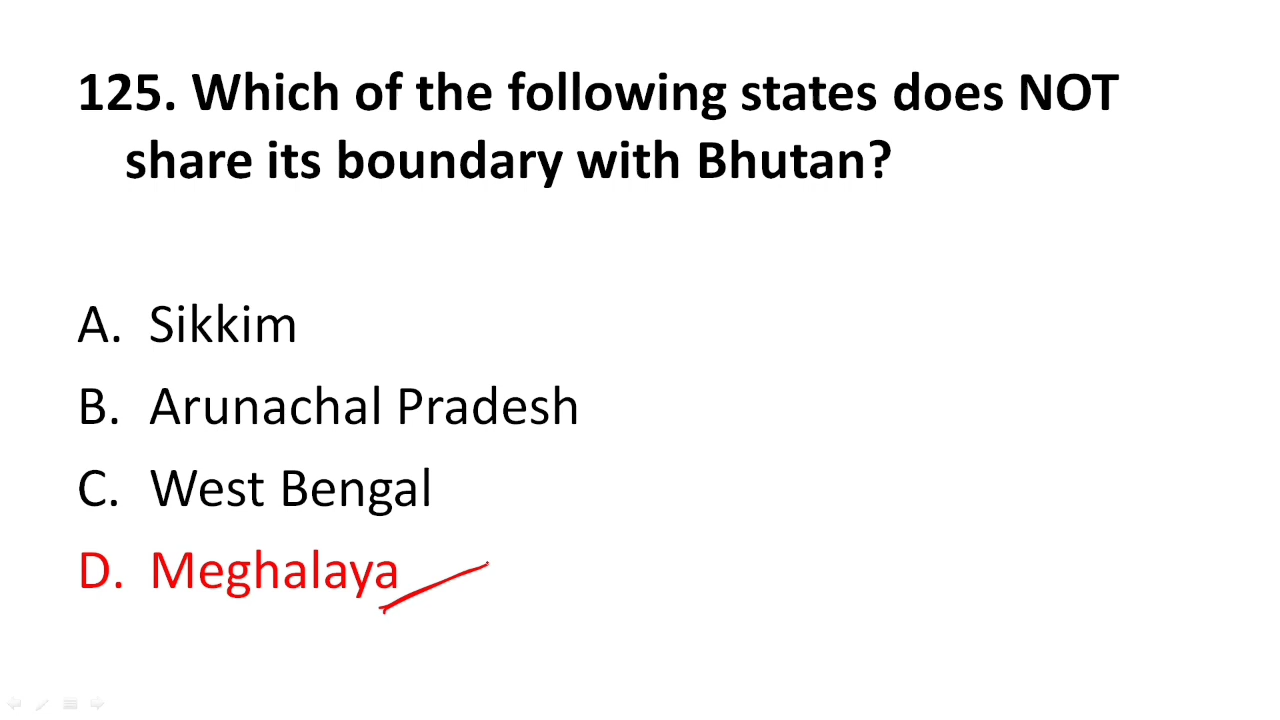 125. Which of the following states does NOT
share its boundary with Bhutan?
A. Sikkim
B. Arunachal Pradesh
C. West Bengal
D. Meghalaya